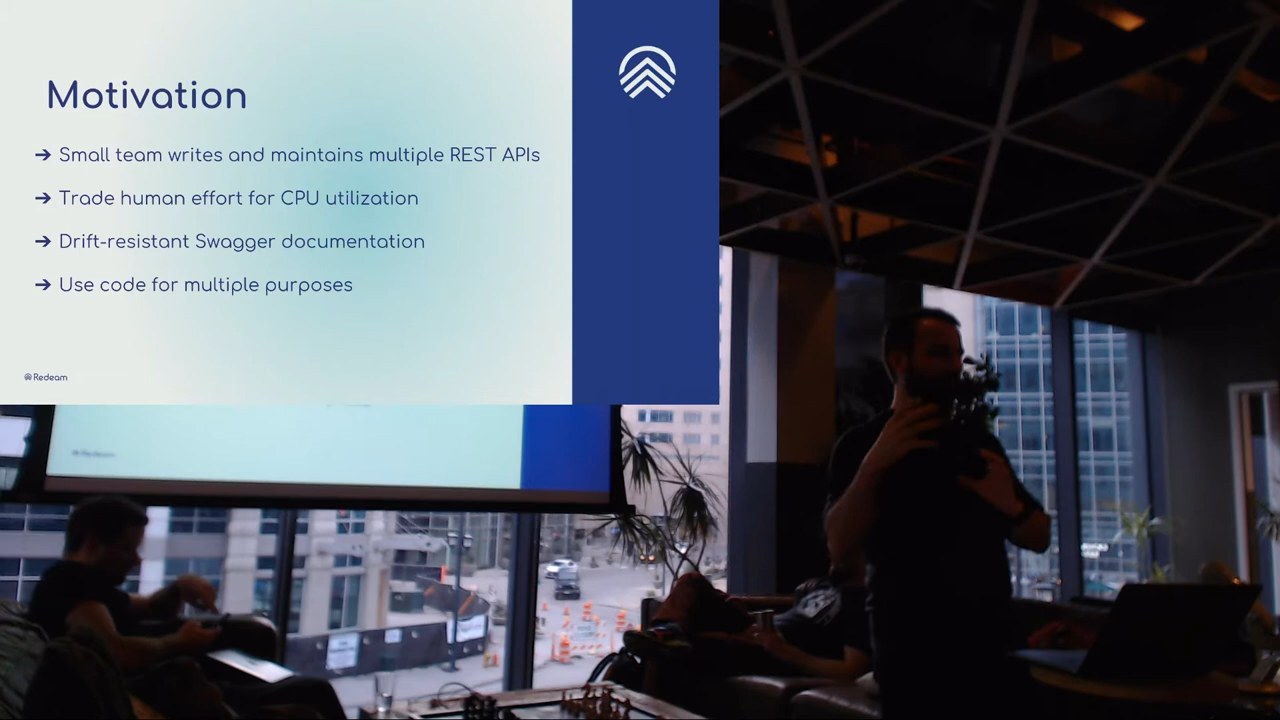 Motivation
➔ Small team writes and maintains multiple REST APIs
➔ Trade human effort for CPU utilization
➔ Drift-resistant Swagger documentation
➔ Use code for multiple purposes
Redeam
Redeam